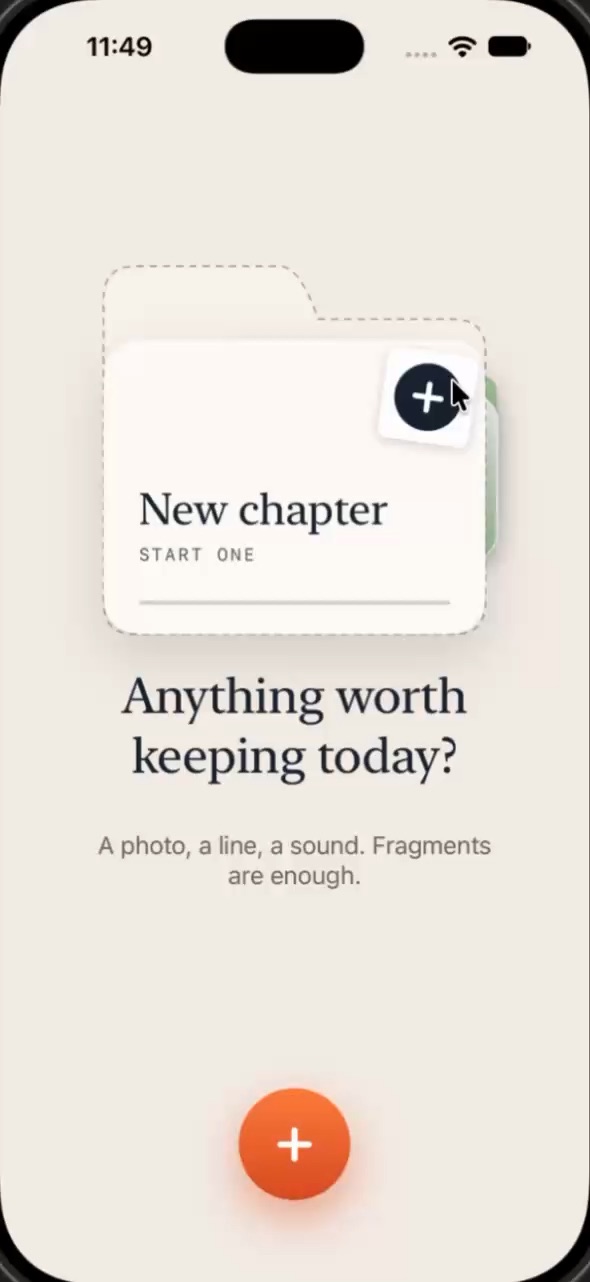 11:49
New chapter
START ONE
Anything worth
keeping today?
A photo, a line, a sound. Fragments
are enough.